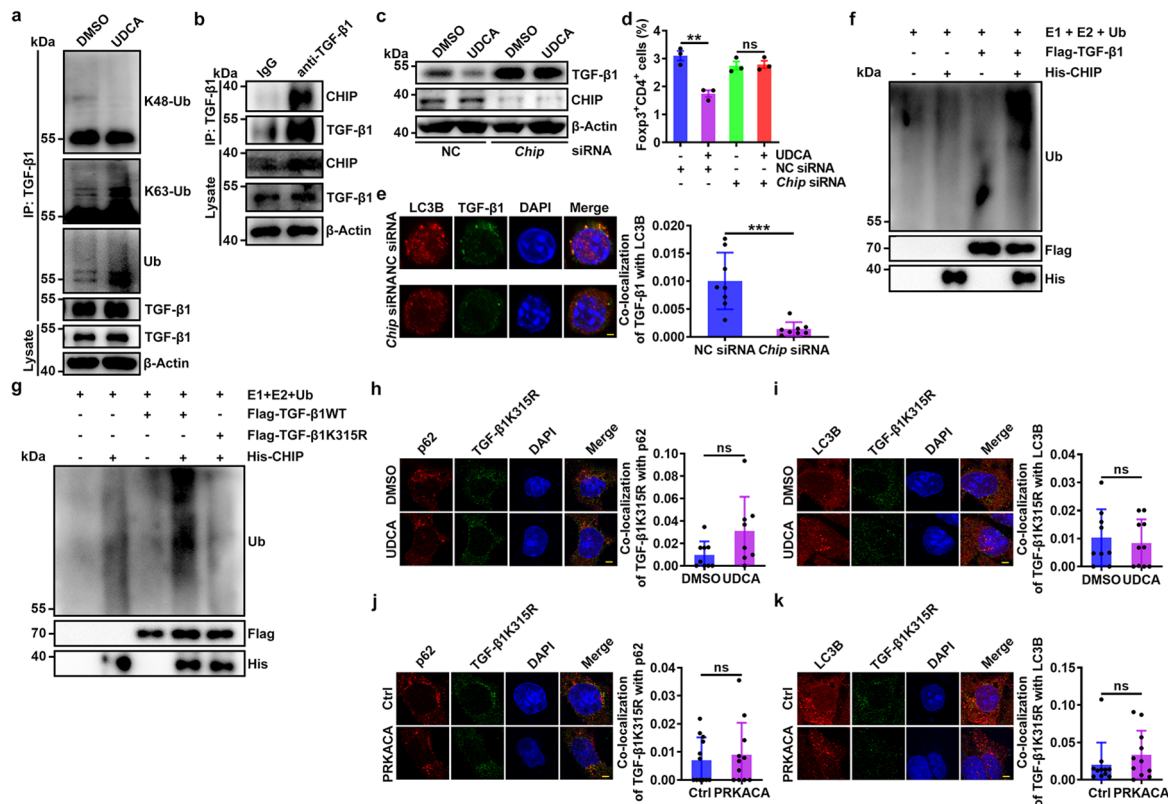 a
kDa
DMSO
UDCA
IP: TGF-β1
K48-Ub
55
K63-Ub
55
Ub
55
TGF-β1
55
Lysate
TGF-β1
55
β-Actin
40
b
kDa
IgG
anti-TGF-β1
IP: TGF-β1
40
CHIP
55
TGF-β1
Lysate
40
CHIP
55
TGF-β1
40
β-Actin
c
kDa
DMSO
UDCA
DMSO
UDCA
55
TGF-β1
40
CHIP
40
β-Actin
NC
Chip
siRNA
d
Foxp3+CD4+ cells (%)
4
3
2
1
0
**
ns
- + - + UDCA
+ + - - NC siRNA
- - + + Chip siRNA
e
LC3B
TGF-β1
DAPI
Merge
NC siRNA
Chip siRNA
Co-localization
of TGF-β1 with LC3B
0.020
0.015
0.010
0.005
0.000
***
NC siRNA
Chip siRNA
f
+ + + + E1 + E2 + Ub
- - + + Flag-TGF-β1
kDa
- + - + His-CHIP
Ub
55
70
Flag
40
His
g
+ + + + + E1+E2+Ub
- - + + - Flag-TGF-β1WT
- - - - + Flag-TGF-β1K315R
kDa
- + - + + His-CHIP
Ub
55
70
Flag
40
His
h
p62
TGF-β1K315R
DAPI
Merge
DMSO
UDCA
Co-localization
of TGF-β1K315R with p62
0.10
0.08
0.06
0.04
0.02
0.00
ns
DMSO
UDCA
i
LC3B
TGF-β1K315R
DAPI
Merge
DMSO
UDCA
Co-localization
of TGF-β1K315R with LC3B
0.04
0.03
0.02
0.01
0.00
ns
DMSO
UDCA
j
p62
TGF-β1K315R
DAPI
Merge
Ctrl
PRKACA
Co-localization
of TGF-β1K315R with p62
0.04
0.03
0.02
0.01
0.00
ns
Ctrl
PRKACA
k
LC3B
TGF-β1K315R
DAPI
Merge
Ctrl
PRKACA
Co-localization
of TGF-β1K315R with LC3B
0.15
0.10
0.05
0.00
ns
Ctrl
PRKACA